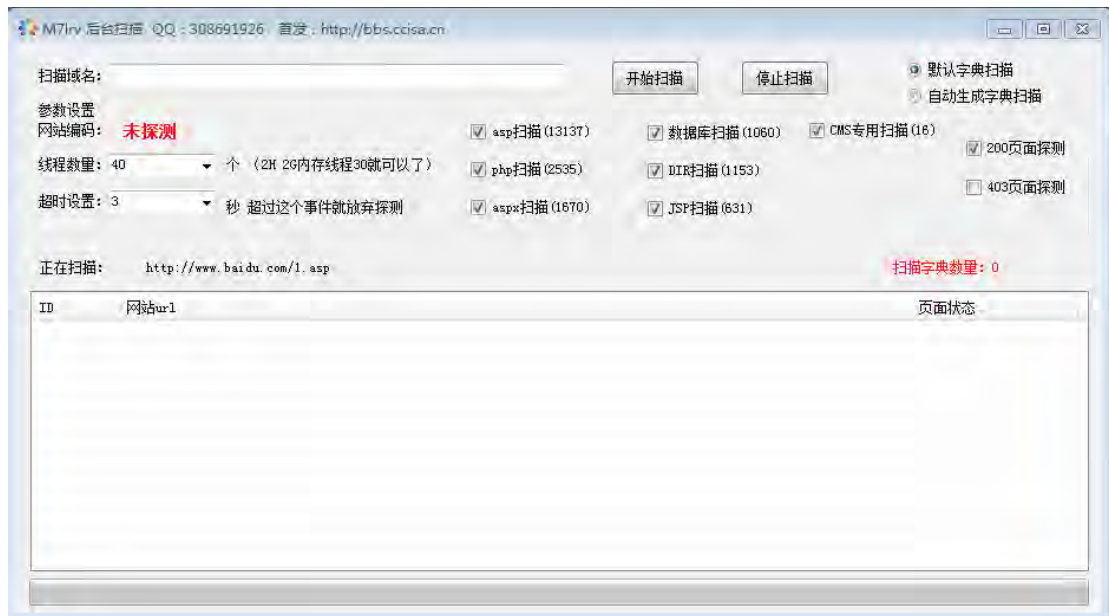 M7lrv 后台扫描 QQ：308691926 首发：http://bbs.ccisa.cn
扫描域名：
开始扫描
停止扫描
默认字典扫描
自动生成字典扫描
参数设置
网站编码： 未探测
asp扫描(13137)
数据库扫描(1060)
CMS专用扫描(16)
200页面探测
线程数量：40 个 （2H 2G内存线程30就可以了）
php扫描(2535)
DIR扫描(1153)
403页面探测
超时设置：3 秒 超过这个事件就放弃探测
aspx扫描(1670)
JSP扫描(631)
正在扫描： http://www.baidu.com/1.asp
扫描字典数量：0
ID 网站url 页面状态